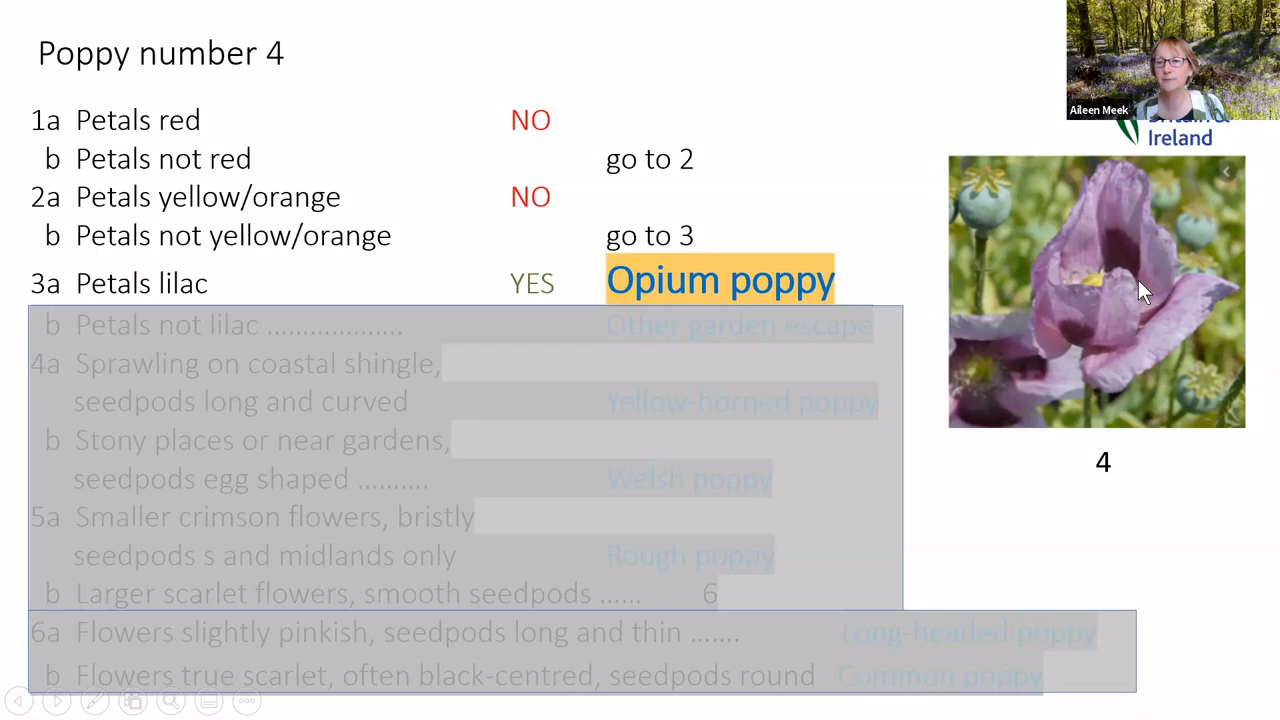 Poppy number 4
Aileen Meek
Ireland
1a Petals red NO
b Petals not red go to 2
2a Petals yellow/orange NO
b Petals not yellow/orange go to 3
3a Petals lilac YES Opium poppy
b Petals not lilac ................... Other garden escape
4a Sprawling on coastal shingle,
seedpods long and curved Yellow-horned poppy
b Stony places or near gardens,
seedpods egg shaped .......... Welsh poppy
5a Smaller crimson flowers, bristly
seedpods s and midlands only Rough poppy
b Larger scarlet flowers, smooth seedpods ...... 6
6a Flowers slightly pinkish, seedpods long and thin ....... Long-headed poppy
b Flowers true scarlet, often black-centred, seedpods round Common poppy
4